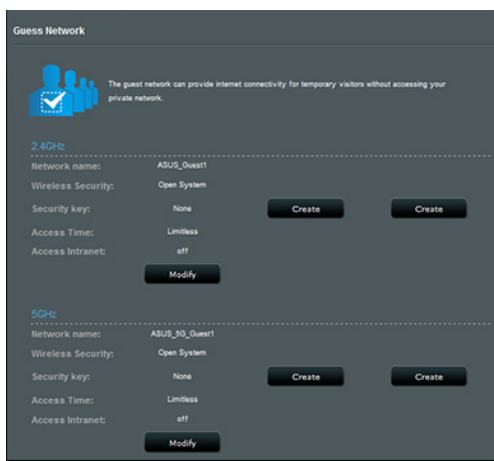 Guess Network
The guest network can provide internet connectivity for temporary visitors without accessing your
private network.
2.4GHz
Network name: ASUS_Guest1
Wireless Security: Open System
Security key: None Create Create
Access Time: Limitless
Access Intranet: off
Modify
5GHz
Network name: ASUS_5G_Guest1
Wireless Security: Open System
Security key: None Create Create
Access Time: Limitless
Access Intranet: off
Modify